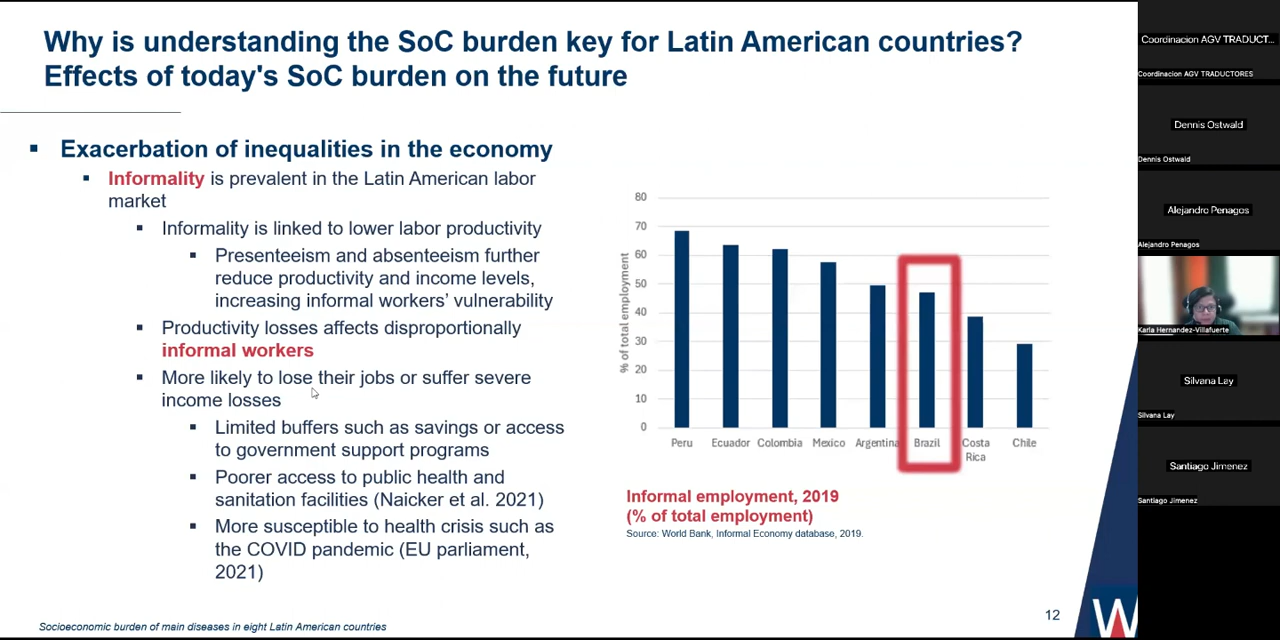 Why is understanding the SoC burden key for Latin American countries?
Effects of today's SoC burden on the future
Exacerbation of inequalities in the economy
Informality is prevalent in the Latin American labor
market
Informality is linked to lower labor productivity
Presenteeism and absenteeism further
reduce productivity and income levels,
increasing informal workers' vulnerability
Productivity losses affects disproportionally
informal workers
More likely to lose their jobs or suffer severe
income losses
Limited buffers such as savings or access
to government support programs
Poorer access to public health and
sanitation facilities (Naicker et al. 2021)
More susceptible to health crisis such as
the COVID pandemic (EU parliament,
2021)
% of total employment
80
70
60
50
40
30
20
10
0
Peru Ecuador Colombia Mexico Argentina Brazil Costa Rica Chile
Informal employment, 2019
(% of total employment)
Source: World Bank, Informal Economy database, 2019.
12
Socioeconomic burden of main diseases in eight Latin American countries
W
Coordinacion AGV TRADUCT...
Coordinacion AGV TRADUCTORES
Dennis Ostwald
Dennis Ostwald
Alejandro Penagos
Alejandro Penagos
Karla Hernandez-Villafuerte
Silvana Lay
Silvana Lay
Santiago Jimenez
Santiago Jimenez